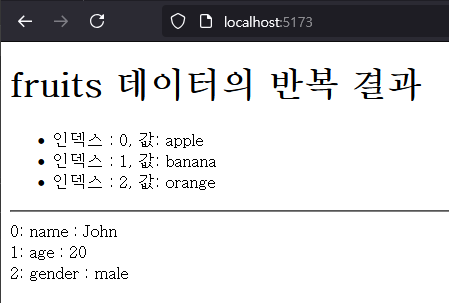 localhost:5173
fruits 데이터의 반복 결과
인덱스 : 0, 값: apple
인덱스 : 1, 값: banana
인덱스 : 2, 값: orange
0: name : John
1: age : 20
2: gender : male